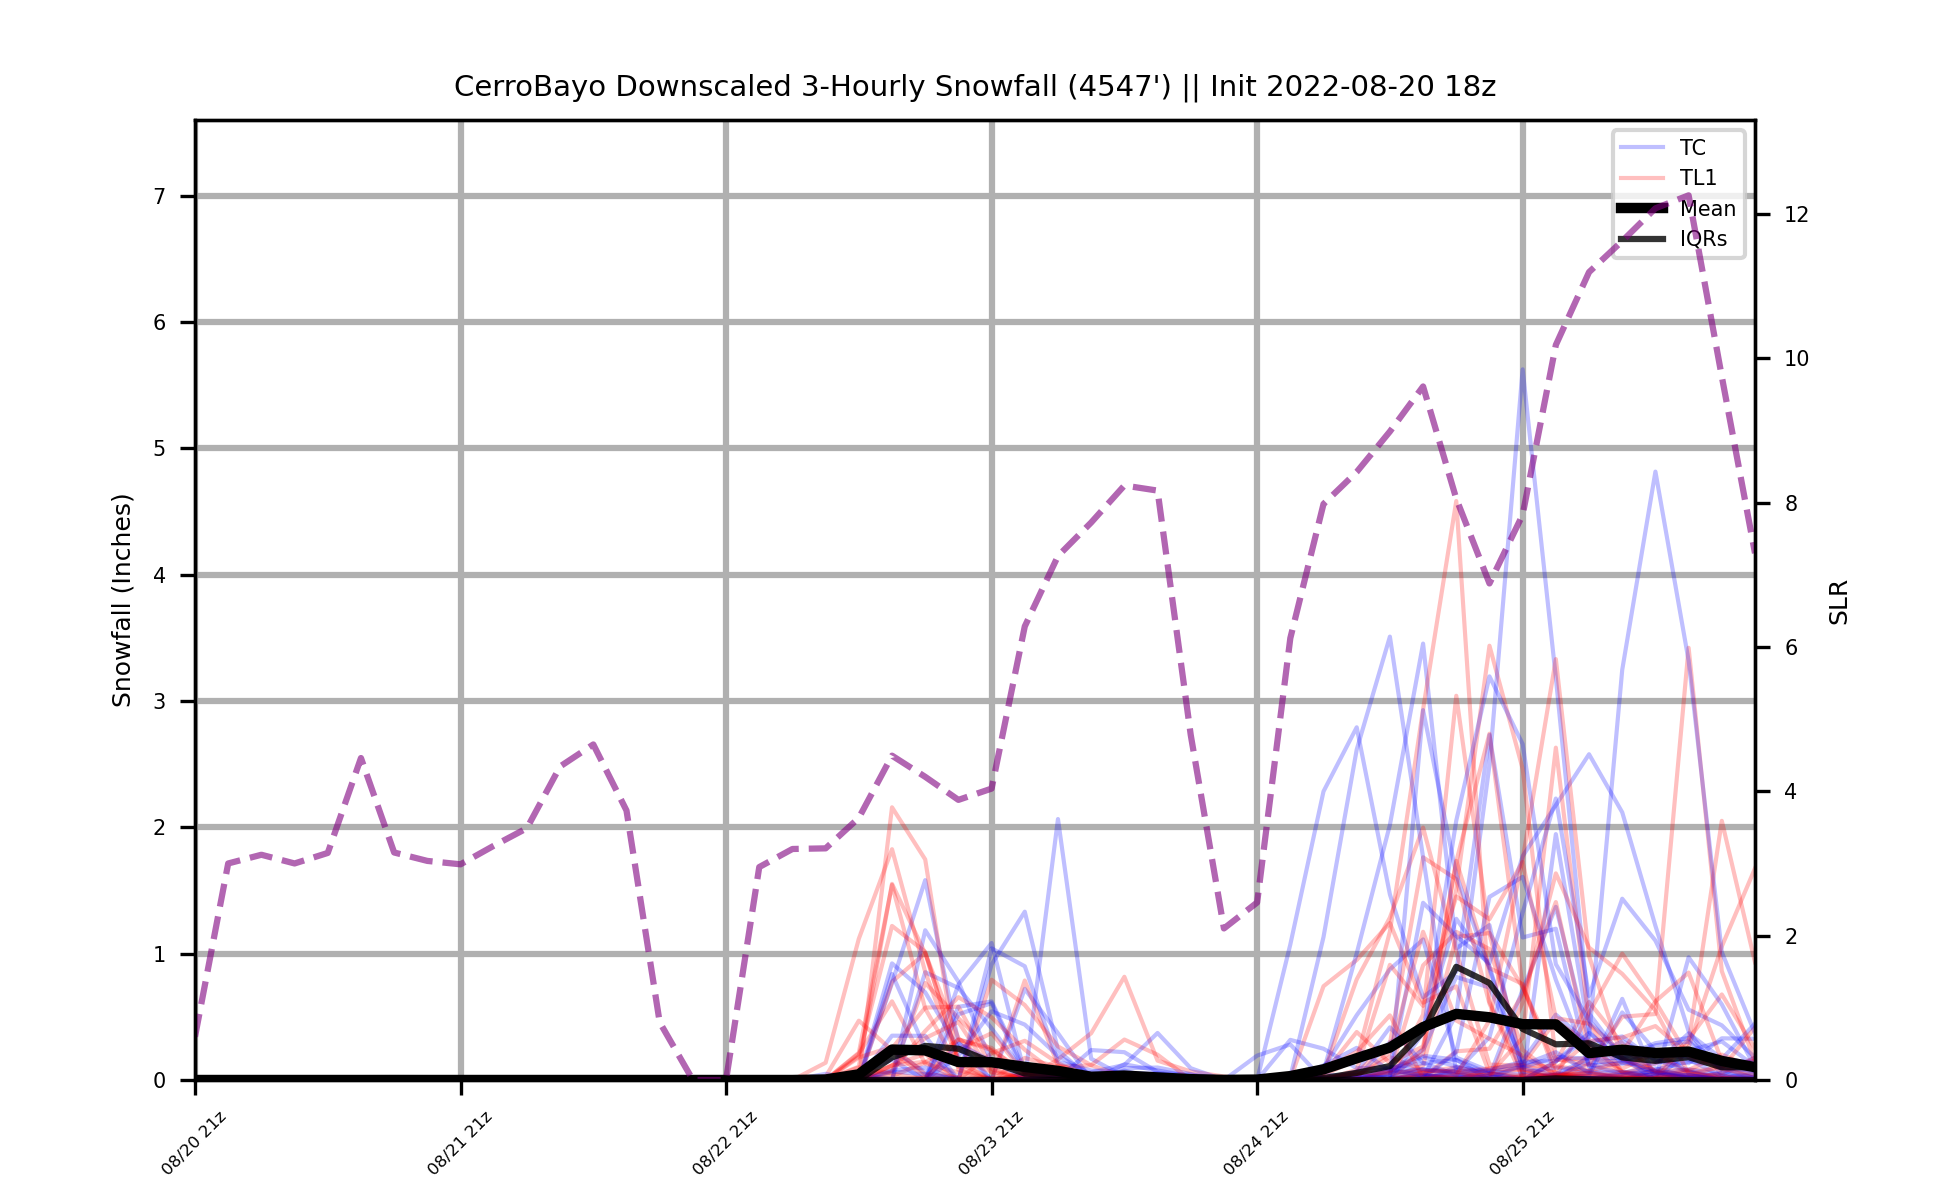 CerroBayo Downscaled 3-Hourly Snowfall (4547') || Init 2022-08-20 18z
TC
TL1
Mean
IQRs
7
6
5
4
3
2
1
0
Snowfall (Inches)
12
10
8
6
4
2
0
SLR
08/20 21z
08/21 21z
08/22 21z
08/23 21z
08/24 21z
08/25 21z